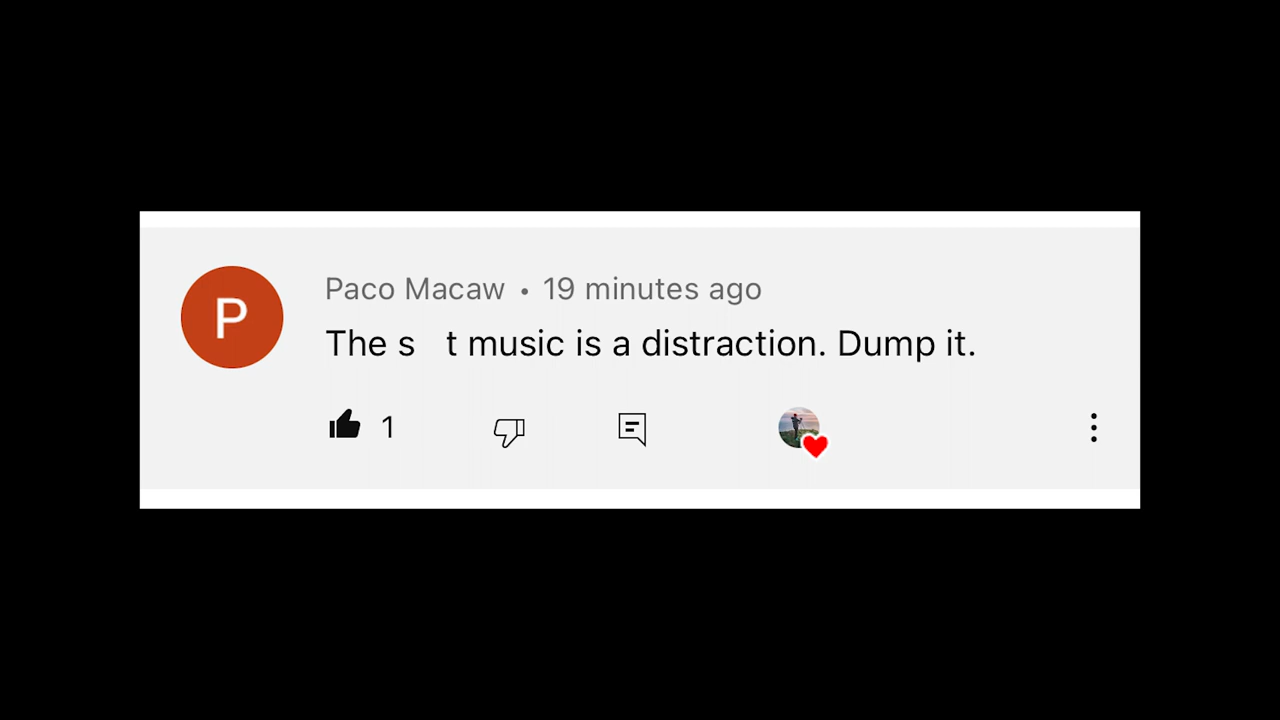 P
Paco Macaw • 19 minutes ago
The s   t music is a distraction. Dump it.
1